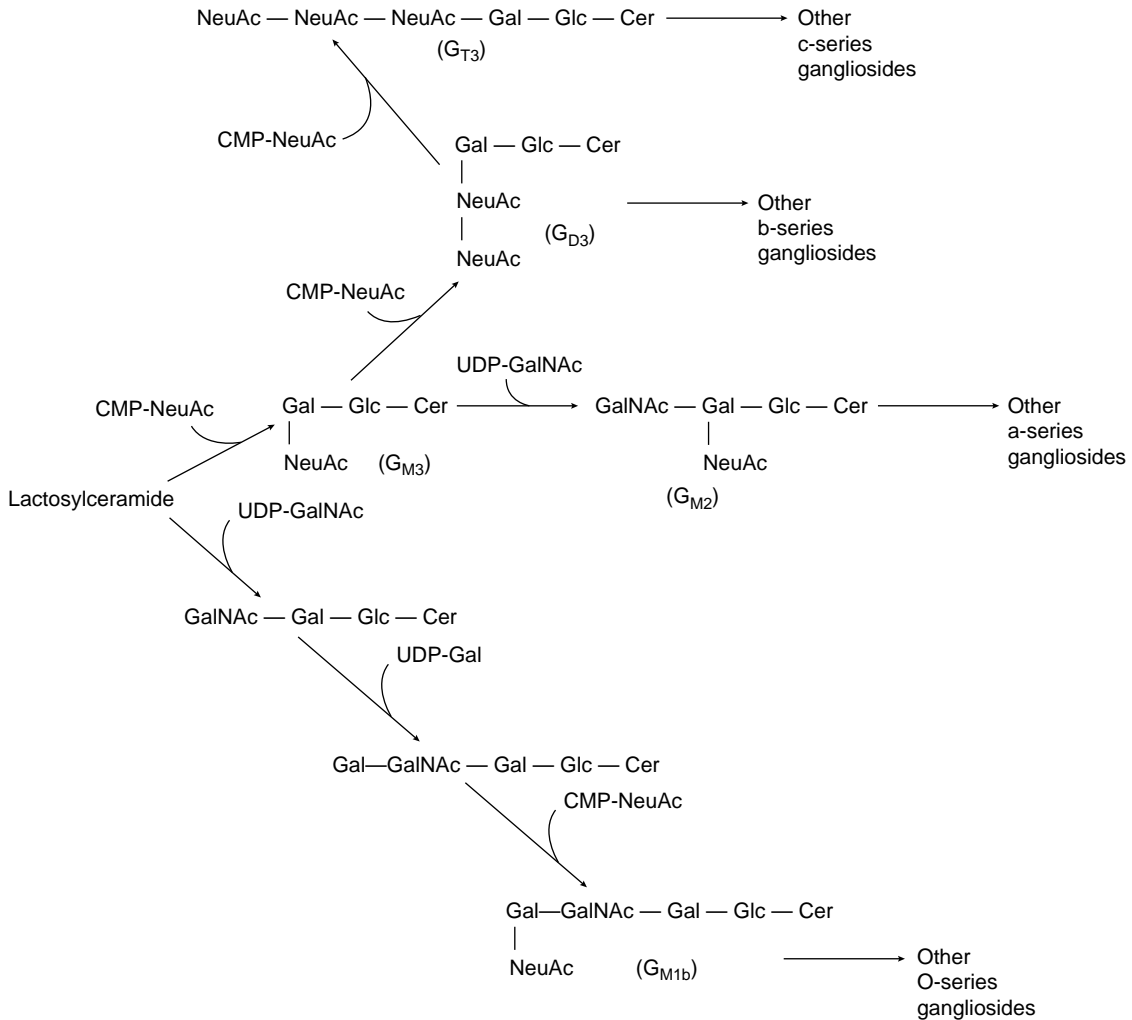 NeuAc — NeuAc — NeuAc — Gal — Glc — Cer
(GT3)
Other
c-series
gangliosides
CMP-NeuAc
Gal — Glc — Cer
NeuAc
NeuAc
(GD3)
Other
b-series
gangliosides
CMP-NeuAc
UDP-GalNAc
CMP-NeuAc
Gal — Glc — Cer
NeuAc
(GM3)
GalNAc — Gal — Glc — Cer
NeuAc
(GM2)
Other
a-series
gangliosides
Lactosylceramide
UDP-GalNAc
GalNAc — Gal — Glc — Cer
UDP-Gal
Gal—GalNAc — Gal — Glc — Cer
CMP-NeuAc
Gal—GalNAc — Gal — Glc — Cer
NeuAc
(GM1b)
Other
O-series
gangliosides